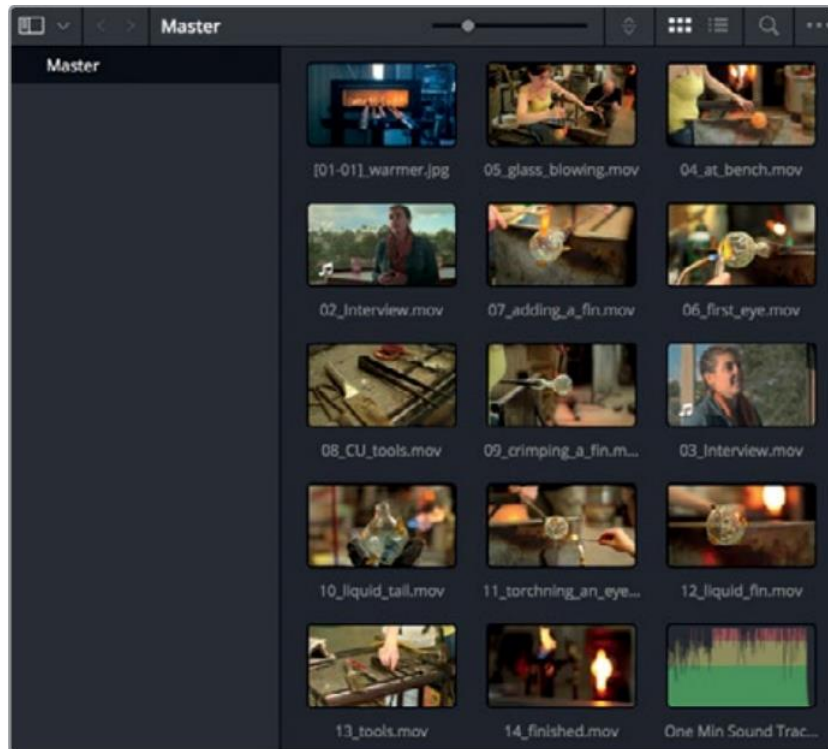 Master
Master
[01-01]_warmer.jpg 05_glass_blowing.mov 04_at_bench.mov
02_Interview.mov 07_adding_a_fin.mov 06_first_eye.mov
08_CU_tools.mov 09_crimping_a_fin.m... 03_Interview.mov
10_liquid_tail.mov 11_torchning_an_eye... 12_liquid_fin.mov
13_tools.mov 14_finished.mov One Min Sound Trac...